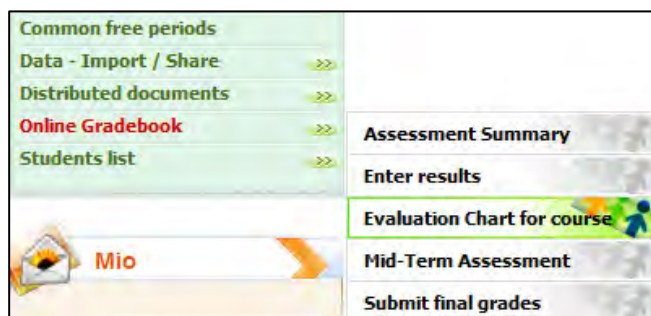 Common free periods
Data - Import / Share >>
Distributed documents >>
Online Gradebook >>
Students list >>
Assessment Summary
Enter results
Evaluation Chart for course
Mio
Mid-Term Assessment
Submit final grades